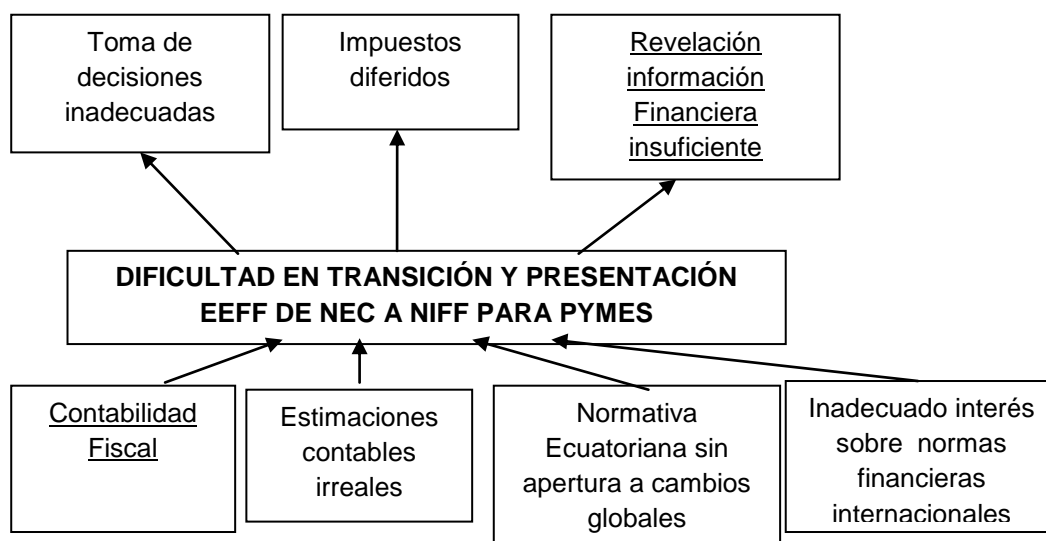 Toma de
decisiones
inadecuadas
Impuestos
diferidos
Revelación
información
Financiera
insuficiente
DIFICULTAD EN TRANSICIÓN Y PRESENTACIÓN
EEFF DE NEC A NIFF PARA PYMES
Contabilidad
Fiscal
Estimaciones
contables
irreales
Normativa
Ecuatoriana sin
apertura a cambios
globales
Inadecuado interés
sobre normas
financieras
internacionales